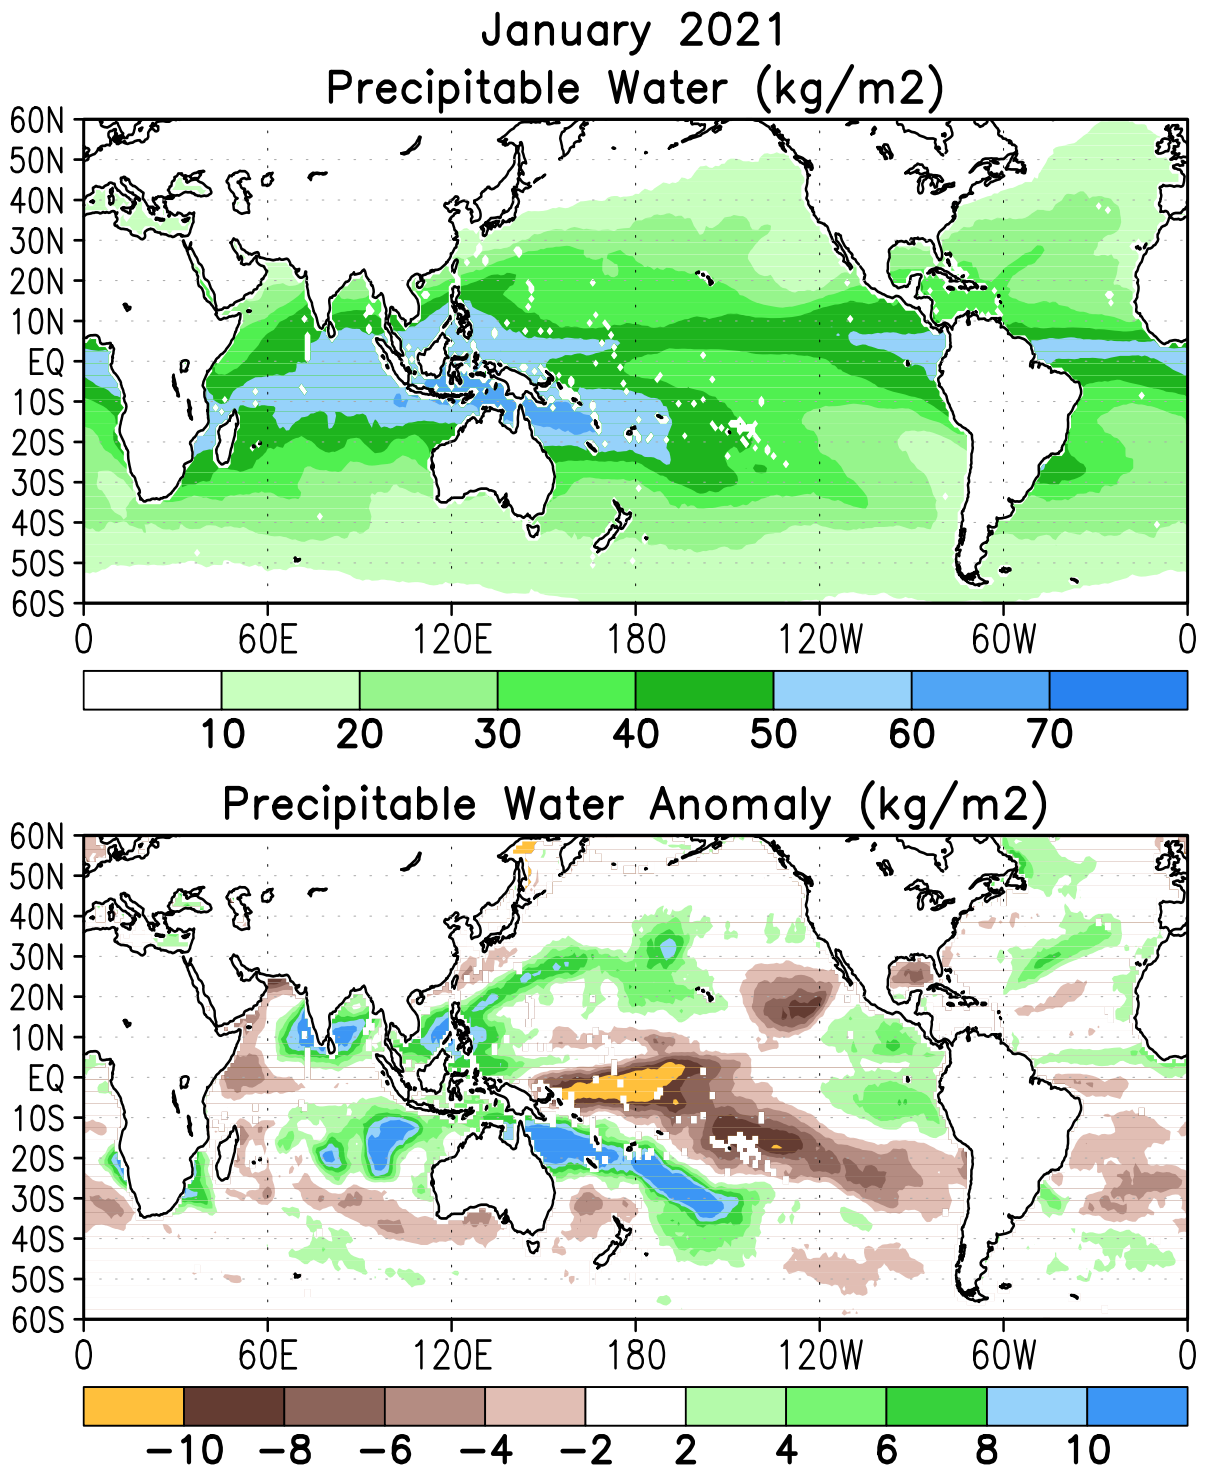 January 2021
Precipitable Water (kg/m2)
60N
50N
40N
30N
20N
10N
EQ
10S
20S
30S
40S
50S
60S
0 60E 120E 180 120W 60W 0
10 20 30 40 50 60 70
Precipitable Water Anomaly (kg/m2)
60N
50N
40N
30N
20N
10N
EQ
10S
20S
30S
40S
50S
60S
0 60E 120E 180 120W 60W 0
−10 −8 −6 −4 −2 2 4 6 8 10